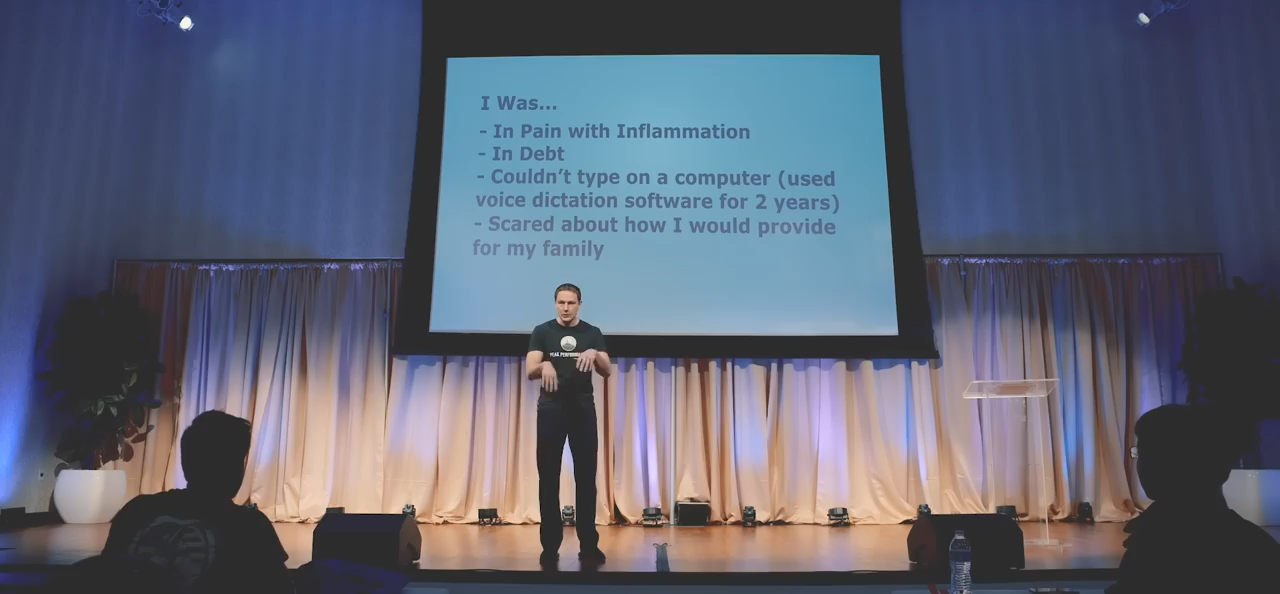 I Was...
- In Pain with Inflammation
- In Debt
- Couldn't type on a computer (used
voice dictation software for 2 years)
- Scared about how I would provide
for my family
PEAK